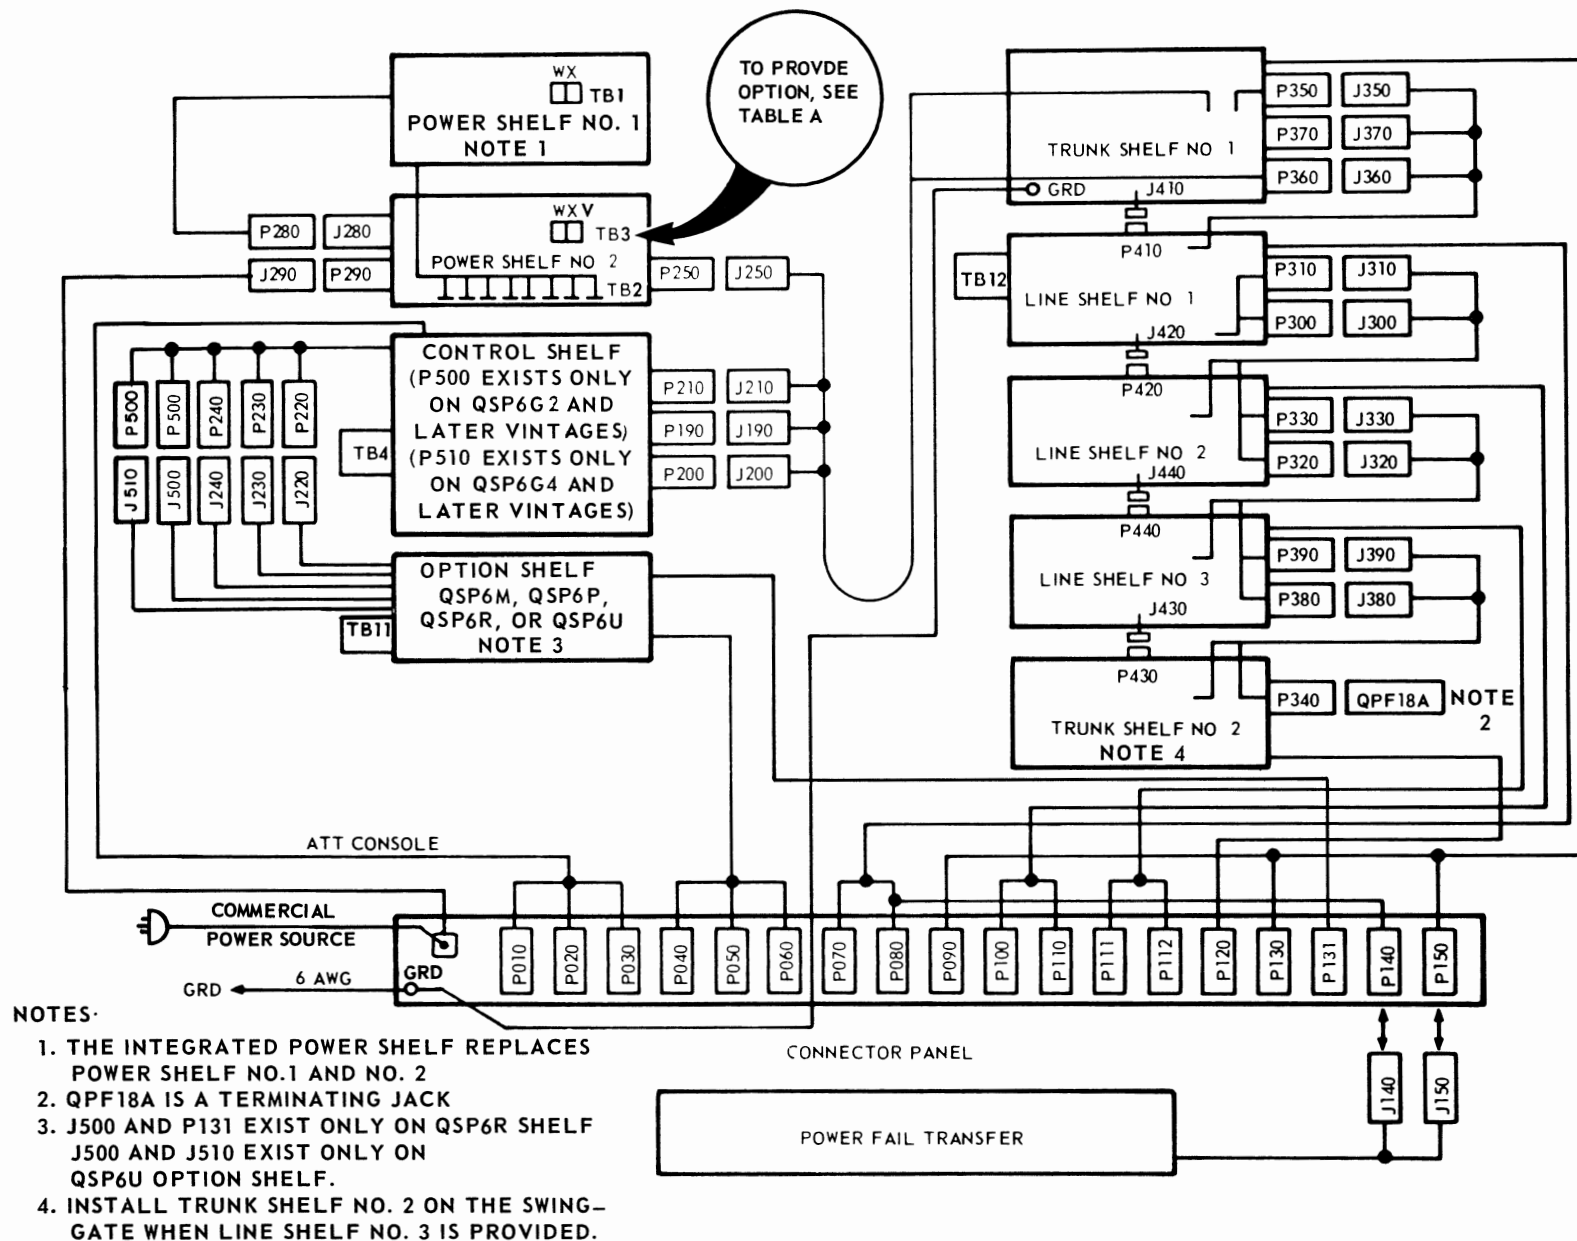 WX
TB1
POWER SHELF NO. 1
NOTE 1
TO PROVDE
OPTION, SEE
TABLE A
WX V
TB3
POWER SHELF NO 2
TB2
P280
J280
J290
P290
P250
J250
CONTROL SHELF
(P500 EXISTS ONLY
ON QSP6G2 AND
LATER VINTAGES)
(P510 EXISTS ONLY
ON QSP6G4 AND
LATER VINTAGES)
P500
P500
P240
P230
P220
J510
J500
J240
J230
J220
TB4
P210
J210
P190
J190
P200
J200
OPTION SHELF
QSP6M, QSP6P,
QSP6R, OR QSP6U
NOTE 3
TB11
TRUNK SHELF NO 1
GRD
J410
P350
J350
P370
J370
P360
J360
P410
TB12
LINE SHELF NO 1
J420
P310
J310
P300
J300
P420
LINE SHELF NO 2
J440
P330
J330
P320
J320
P440
LINE SHELF NO 3
J430
P390
J390
P380
J380
P430
TRUNK SHELF NO 2
NOTE 4
P340
QPF18A
NOTE
2
ATT CONSOLE
COMMERCIAL
POWER SOURCE
GRD
6 AWG
GRD
P010
P020
P030
P040
P050
P060
P070
P080
P090
P100
P110
P111
P112
P120
P130
P131
P140
P150
CONNECTOR PANEL
J140
J150
POWER FAIL TRANSFER
NOTES·
1. THE INTEGRATED POWER SHELF REPLACES
POWER SHELF NO.1 AND NO. 2
2. QPF18A IS A TERMINATING JACK
3. J500 AND P131 EXIST ONLY ON QSP6R SHELF
J500 AND J510 EXIST ONLY ON
QSP6U OPTION SHELF.
4. INSTALL TRUNK SHELF NO. 2 ON THE SWING–
GATE WHEN LINE SHELF NO. 3 IS PROVIDED.